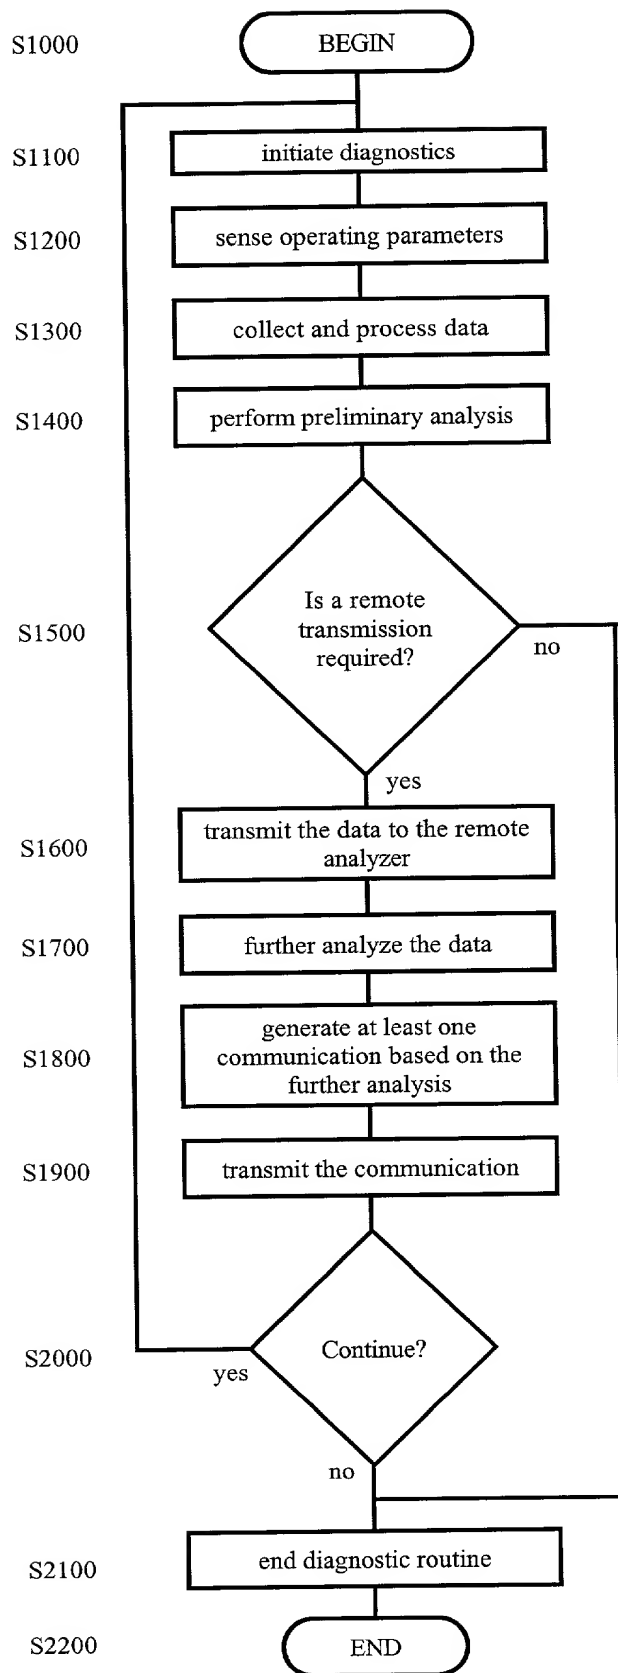 S1000
BEGIN
S1100
initiate diagnostics
S1200
sense operating parameters
S1300
collect and process data
S1400
perform preliminary analysis
S1500
Is a remote
transmission
required?
no
yes
S1600
transmit the data to the remote
analyzer
S1700
further analyze the data
S1800
generate at least one
communication based on the
further analysis
S1900
transmit the communication
S2000
Continue?
yes
no
S2100
end diagnostic routine
S2200
END